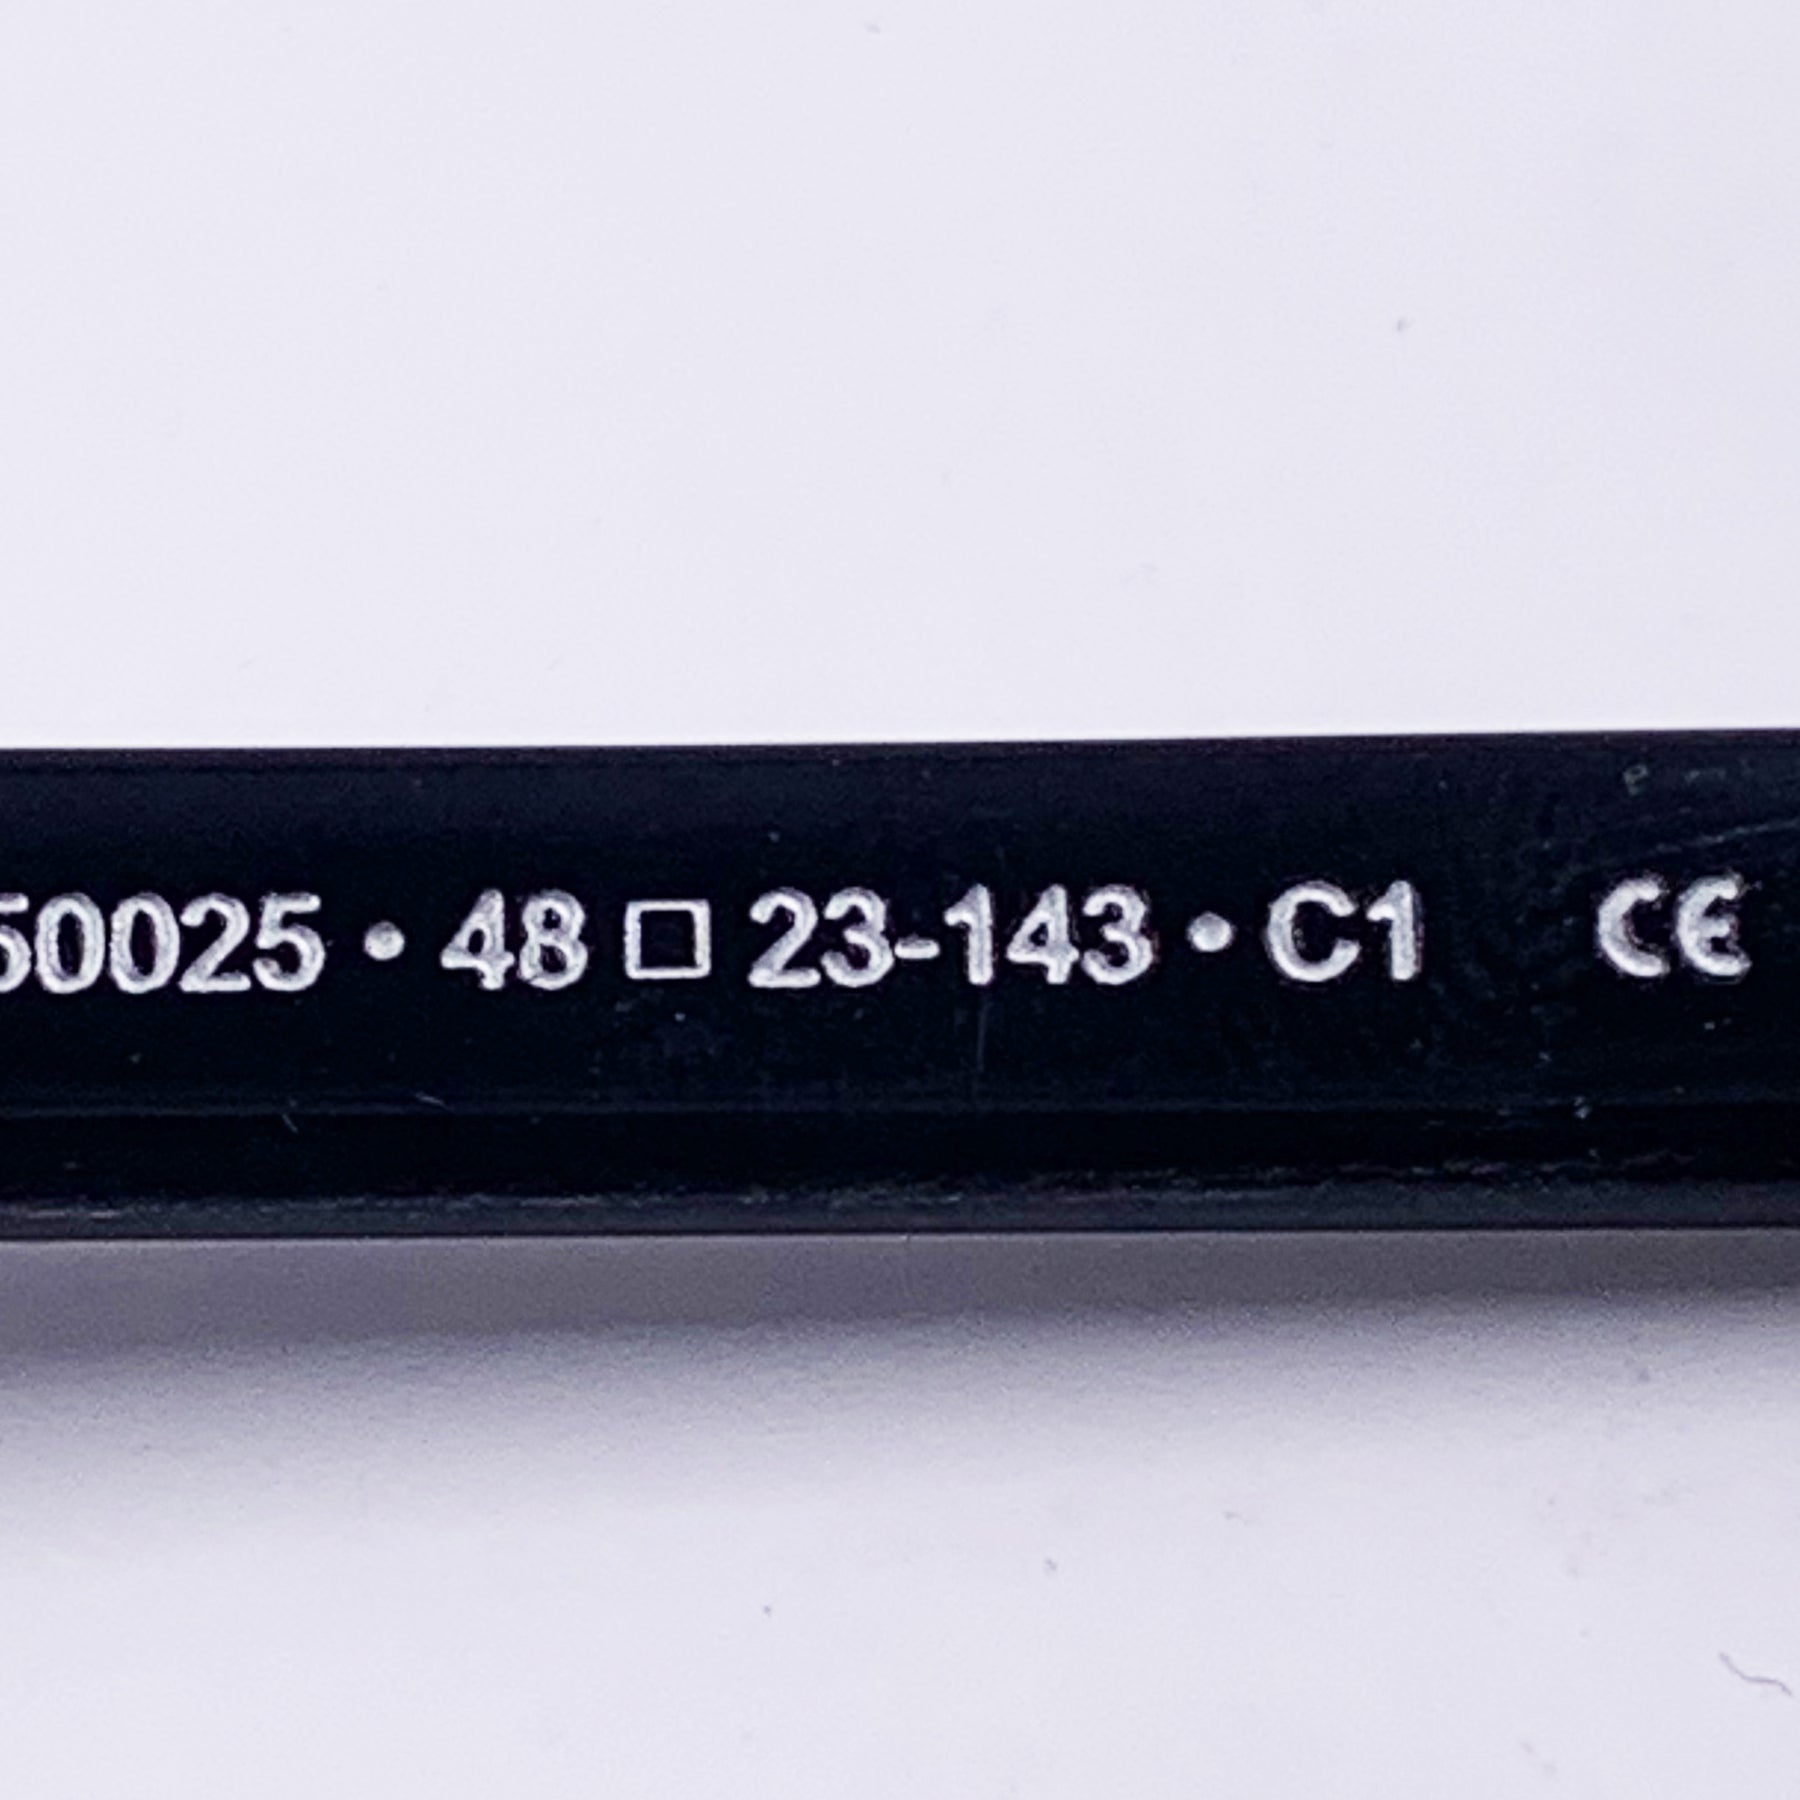 50025 • 48 □ 23-143 • C1 CE